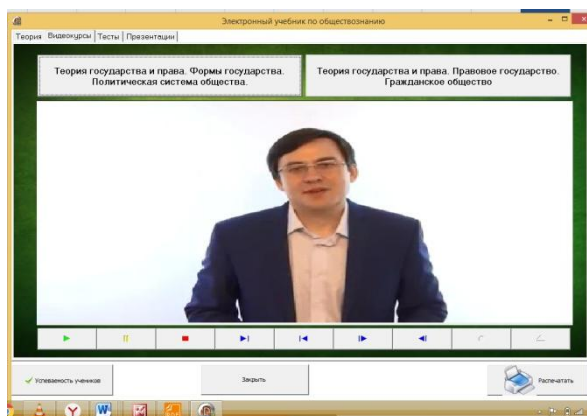 Электронный учебник по обществознанию
Теория Видеокурсы Тесты Презентации
Теория государства и права. Формы государства.
Политическая система общества.
Теория государства и права. Правовое государство.
Гражданское общество
Успеваемость учеников
Закрыть
Распечатать